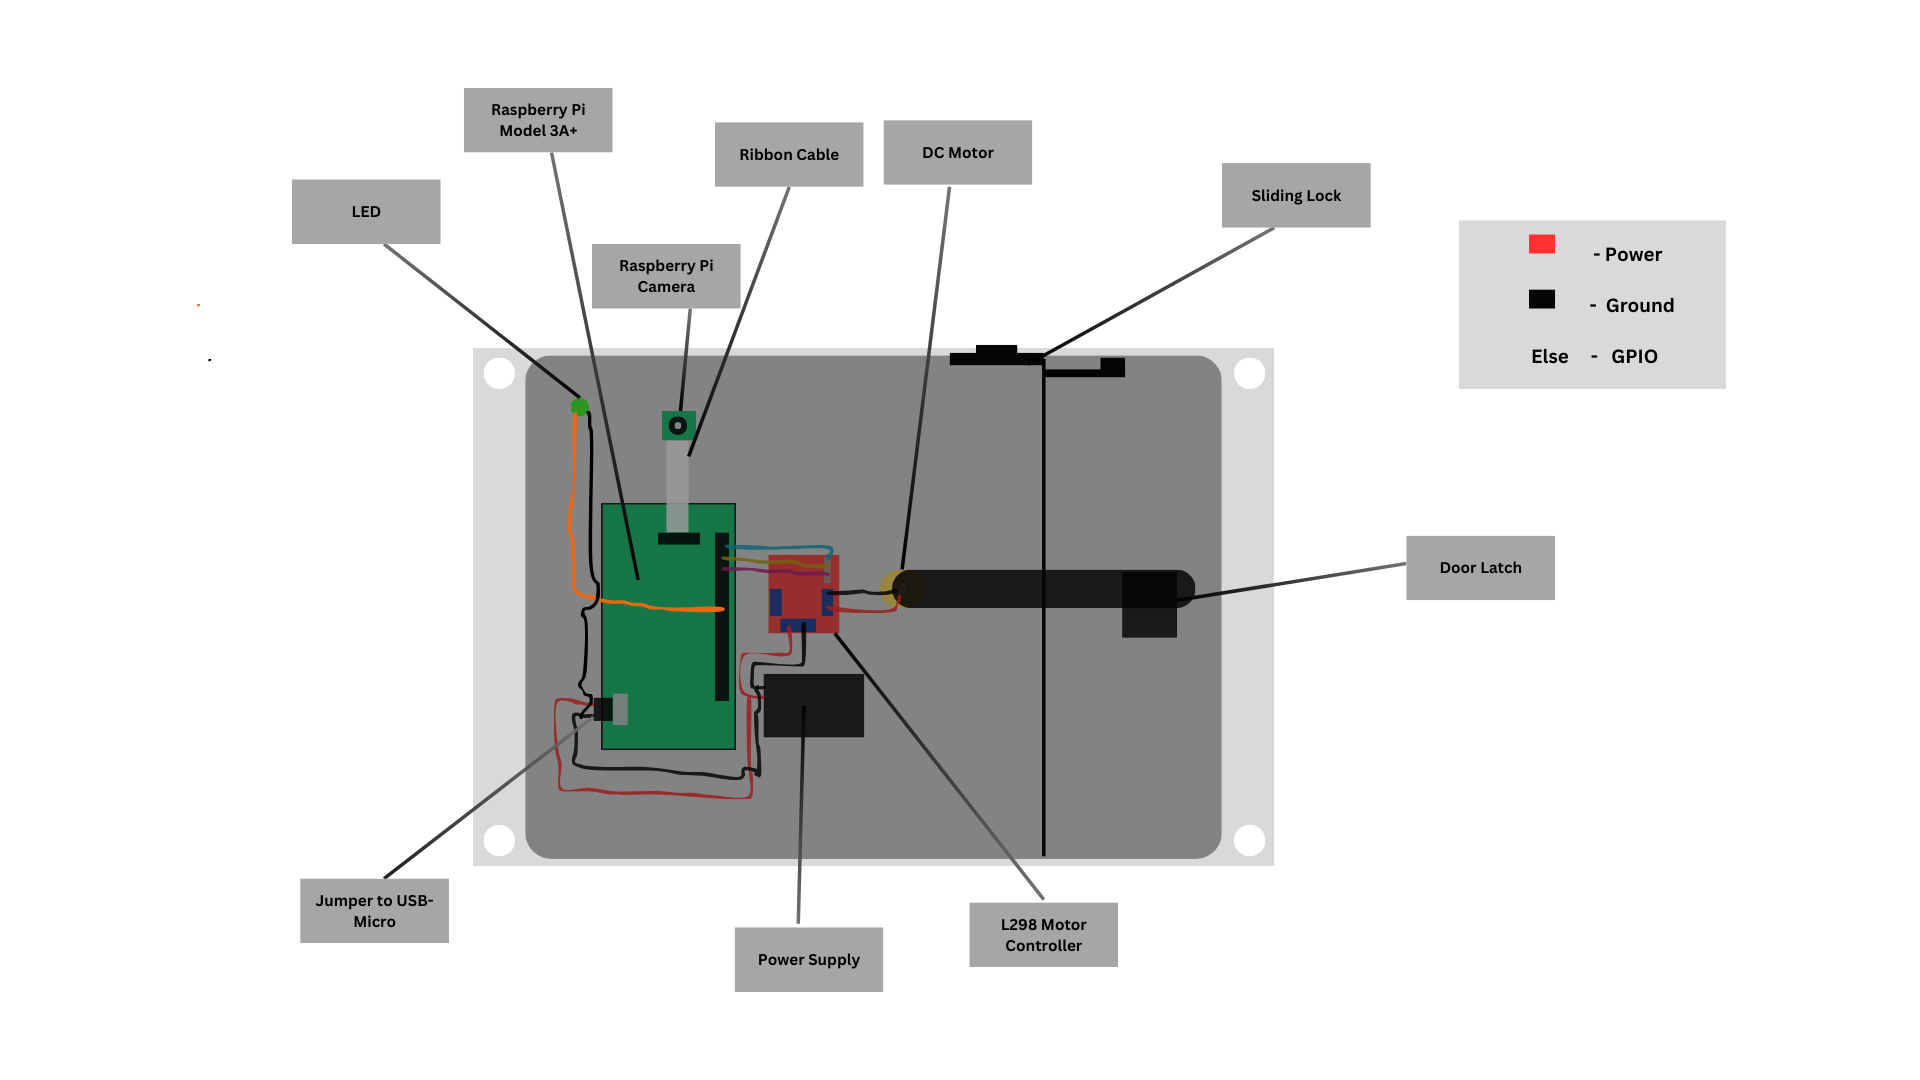 Raspberry Pi
Model 3A+
Ribbon Cable
DC Motor
Sliding Lock
LED
Raspberry Pi
Camera
- Power
- Ground
Else - GPIO
Door Latch
Jumper to USB-
Micro
Power Supply
L298 Motor
Controller